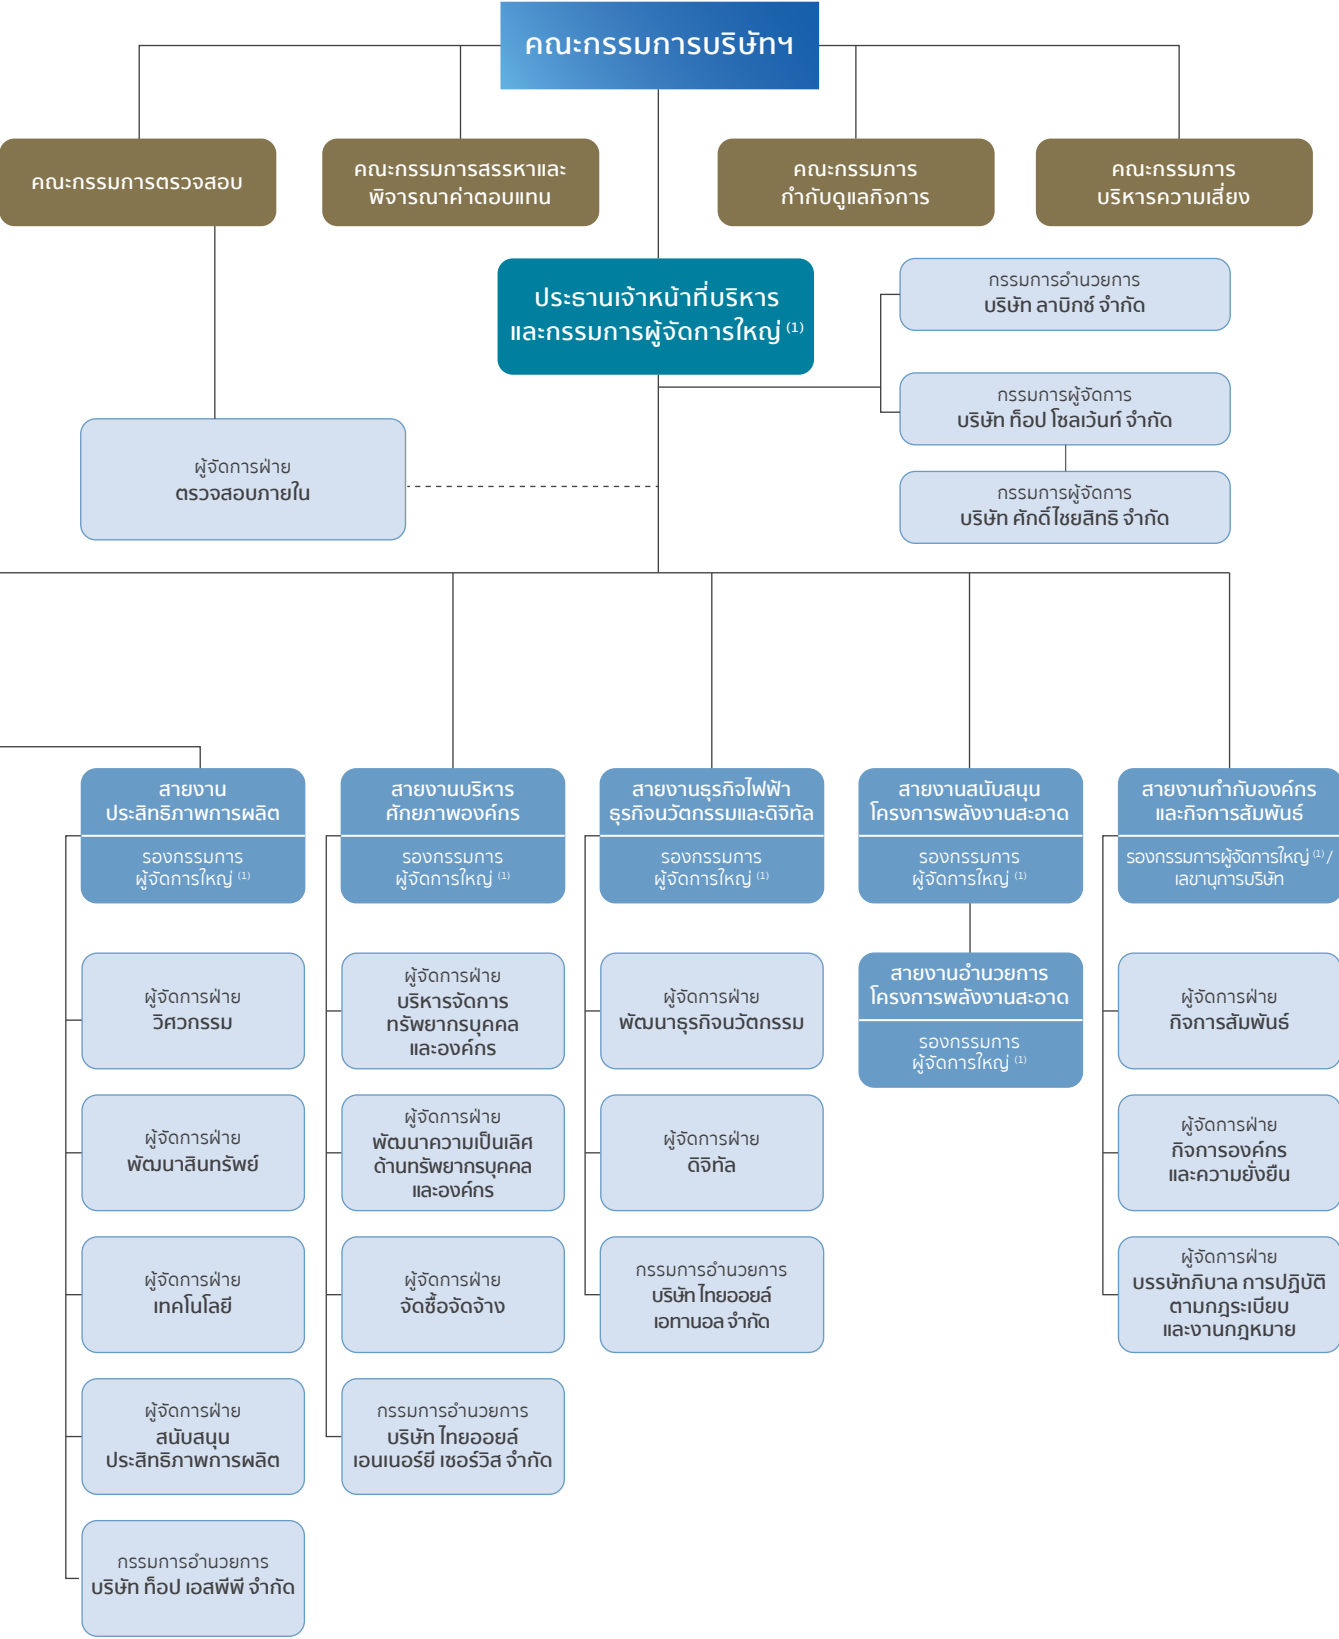 คณะกรรมการบริษัทฯ
คณะกรรมการตรวจสอบ
คณะกรรมการสรรหาและ
พิจารณาค่าตอบแทน
คณะกรรมการ
กำกับดูแลกิจการ
คณะกรรมการ
บริหารความเสี่ยง
ประธานเจ้าหน้าที่บริหาร
และกรรมการผู้จัดการใหญ่ (1)
กรรมการอำนวยการ
บริษัท ลาบิกซ์ จำกัด
กรรมการผู้จัดการ
บริษัท ท็อป โซลเว้นท์ จำกัด
กรรมการผู้จัดการ
บริษัท ศักดิ์ไชยสิทธิ จำกัด
ผู้จัดการฝ่าย
ตรวจสอบภายใน
สายงาน
ประสิทธิภาพการผลิต
รองกรรมการ
ผู้จัดการใหญ่ (1)
ผู้จัดการฝ่าย
วิศวกรรม
ผู้จัดการฝ่าย
พัฒนาสินทรัพย์
ผู้จัดการฝ่าย
เทคโนโลยี
ผู้จัดการฝ่าย
สนับสนุน
ประสิทธิภาพการผลิต
กรรมการอำนวยการ
บริษัท ท็อป เอสพีพี จำกัด
สายงานบริหาร
ศักยภาพองค์กร
รองกรรมการ
ผู้จัดการใหญ่ (1)
ผู้จัดการฝ่าย
บริหารจัดการ
ทรัพยากรบุคคล
และองค์กร
ผู้จัดการฝ่าย
พัฒนาความเป็นเลิศ
ด้านทรัพยากรบุคคล
และองค์กร
ผู้จัดการฝ่าย
จัดซื้อจัดจ้าง
กรรมการอำนวยการ
บริษัท ไทยออยล์
เอนเนอร์ยี เซอร์วิส จำกัด
สายงานธุรกิจไฟฟ้า
ธุรกิจนวัตกรรมและดิจิทัล
รองกรรมการ
ผู้จัดการใหญ่ (1)
ผู้จัดการฝ่าย
พัฒนาธุรกิจนวัตกรรม
ผู้จัดการฝ่าย
ดิจิทัล
กรรมการอำนวยการ
บริษัท ไทยออยล์
เอทานอล จำกัด
สายงานสนับสนุน
โครงการพลังงานสะอาด
รองกรรมการ
ผู้จัดการใหญ่ (1)
สายงานอำนวยการ
โครงการพลังงานสะอาด
รองกรรมการ
ผู้จัดการใหญ่ (1)
สายงานกำกับองค์กร
และกิจการสัมพันธ์
รองกรรมการผู้จัดการใหญ่ (1) /
เลขานุการบริษัท
ผู้จัดการฝ่าย
กิจการสัมพันธ์
ผู้จัดการฝ่าย
กิจการองค์กร
และความยั่งยืน
ผู้จัดการฝ่าย
บรรษัทภิบาล การปฏิบัติ
ตามกฎระเบียบ
และงานกฎหมาย